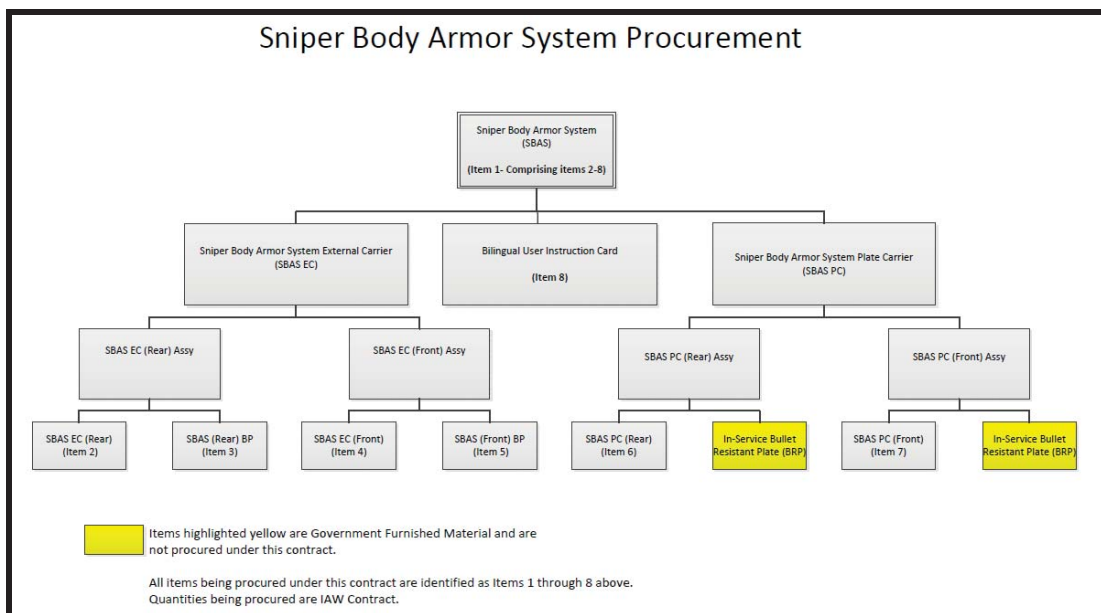 Sniper Body Armor System Procurement
Sniper Body Armor System
(SBAS)
(Item 1- Comprising items 2-8)
Sniper Body Armor System External Carrier
(SBAS EC)
Bilingual User Instruction Card
(Item 8)
Sniper Body Armor System Plate Carrier
(SBAS PC)
SBAS EC (Rear) Assy
SBAS EC (Front) Assy
SBAS PC (Rear) Assy
SBAS PC (Front) Assy
SBAS EC (Rear)
(Item 2)
SBAS (Rear) BP
(Item 3)
SBAS EC (Front)
(Item 4)
SBAS (Front) BP
(Item 5)
SBAS PC (Rear)
(Item 6)
In-Service Bullet
Resistant Plate (BRP)
SBAS PC (Front)
(Item 7)
In-Service Bullet
Resistant Plate (BRP)
Items highlighted yellow are Government Furnished Material and are
not procured under this contract.
All items being procured under this contract are identified as Items 1 through 8 above.
Quantities being procured are IAW Contract.